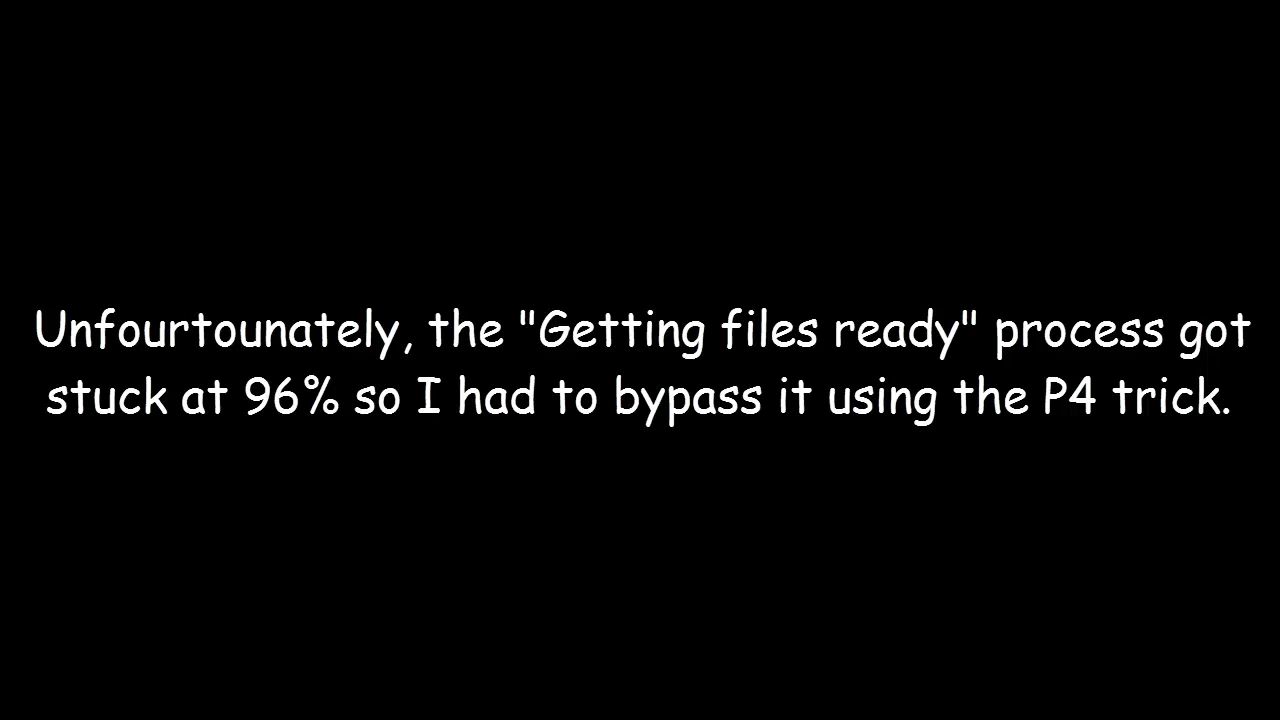 Unfourtounately, the "Getting files ready" process got
stuck at 96% so I had to bypass it using the P4 trick.